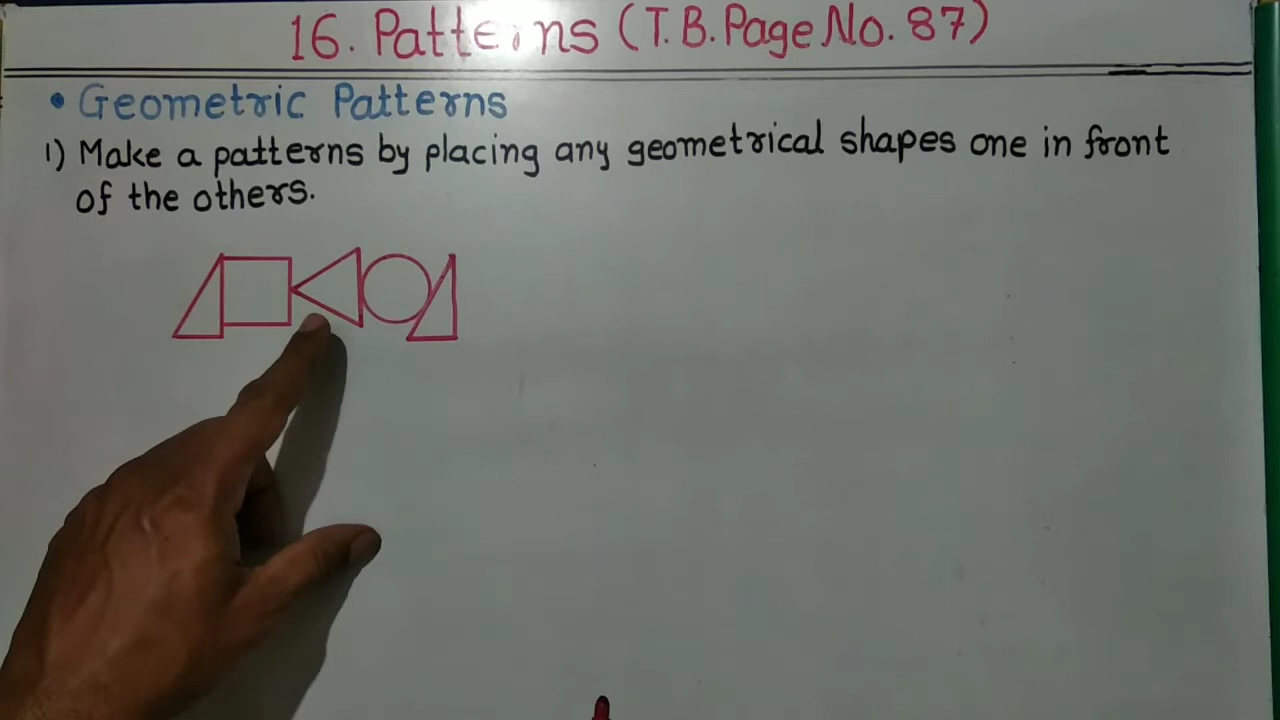 16. Patterns (T.B. Page No. 87)
• Geometric Patterns
1) Make a patterns by placing any geometrical shapes one in front
of the others.